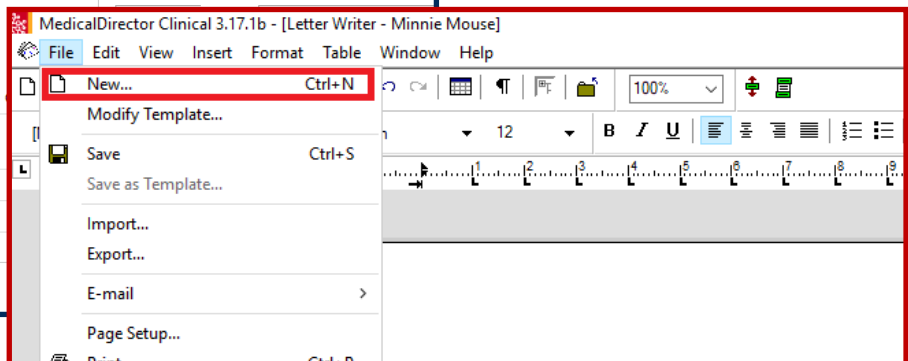 MedicalDirector Clinical 3.17.1b - [Letter Writer - Minnie Mouse]
File Edit View Insert Format Table Window Help
New... Ctrl+N
100%
Modify Template...
12 B I U
Save Ctrl+S
1 2 3 4 5 6 7 8 9
Save as Template...
Import...
Export...
E-mail
Page Setup...
Print Ctrl+P